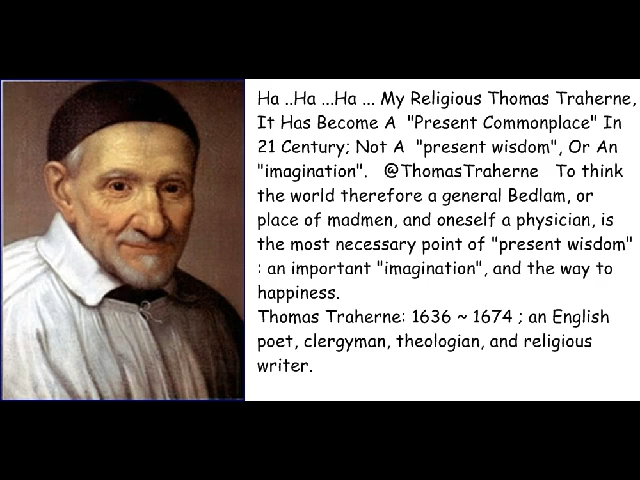 Ha ..Ha ...Ha ... My Religious Thomas Traherne,
It Has Become A "Present Commonplace" In
21 Century; Not A "present wisdom", Or An
"imagination". @ThomasTraherne To think
the world therefore a general Bedlam, or
place of madmen, and oneself a physician, is
the most necessary point of "present wisdom"
: an important "imagination", and the way to
happiness.
Thomas Traherne: 1636 ~ 1674 ; an English
poet, clergyman, theologian, and religious
writer.